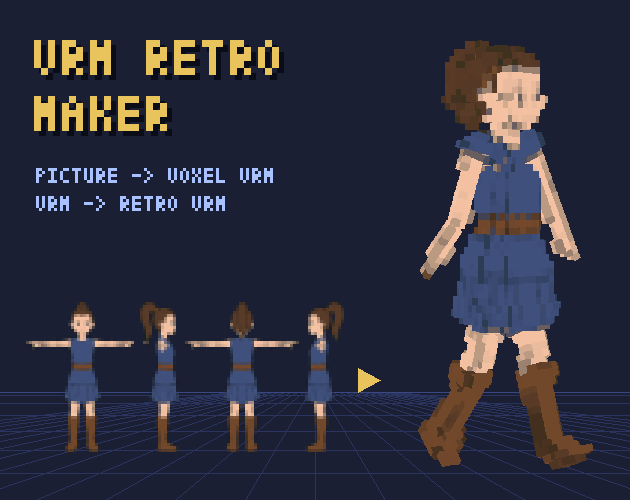 VRM RETRO
MAKER
PICTURE -> VOXEL VRM
VRM -> RETRO VRM